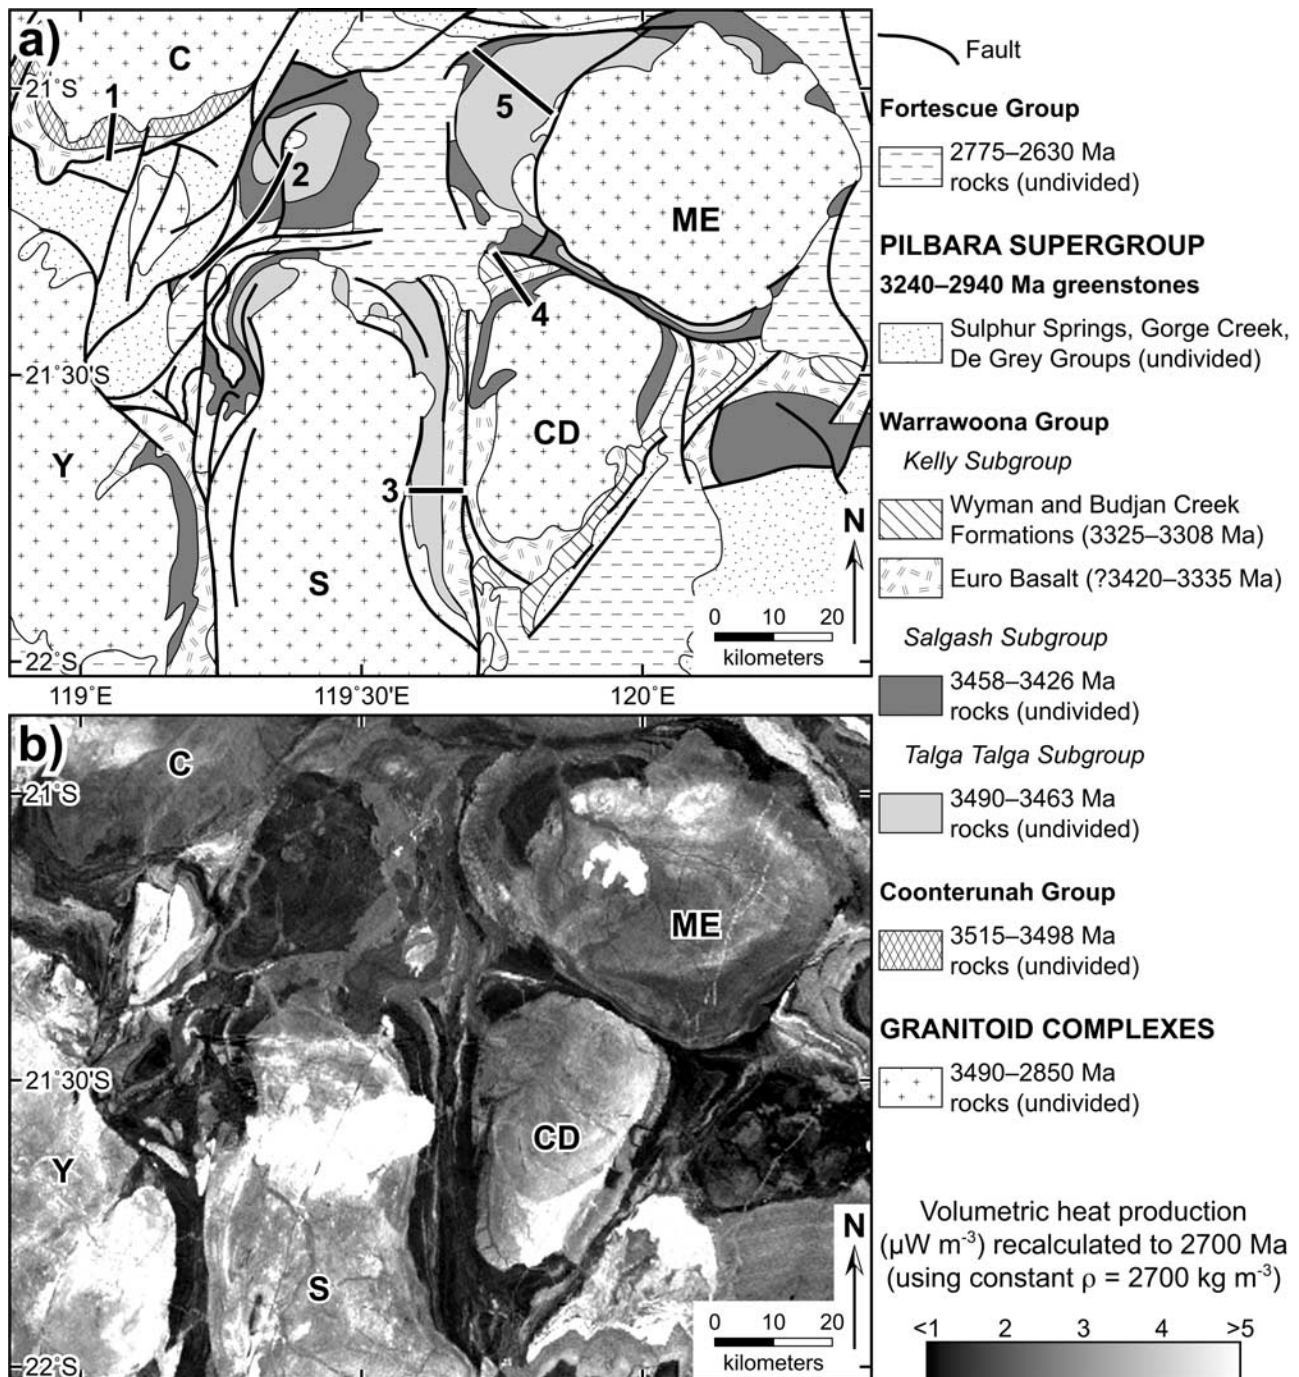 a)
C
21°S
1
2
5
ME
4
21°30'S
Y
3
CD
S
N
0 10 20
kilometers
22°S
119°E
119°30'E
120°E
Fault
Fortescue Group
2775–2630 Ma
rocks (undivided)
PILBARA SUPERGROUP
3240–2940 Ma greenstones
Sulphur Springs, Gorge Creek,
De Grey Groups (undivided)
Warrawoona Group
Kelly Subgroup
Wyman and Budjan Creek
Formations (3325–3308 Ma)
Euro Basalt (?3420–3335 Ma)
Salgash Subgroup
3458–3426 Ma
rocks (undivided)
Talga Talga Subgroup
3490–3463 Ma
rocks (undivided)
Coonterunah Group
3515–3498 Ma
rocks (undivided)
GRANITOID COMPLEXES
3490–2850 Ma
rocks (undivided)
b)
C
21°S
ME
21°30'S
CD
Y
S
N
0 10 20
kilometers
22°S
Volumetric heat production
(µW m⁻³) recalculated to 2700 Ma
(using constant ρ = 2700 kg m⁻³)
<1 2 3 4 >5